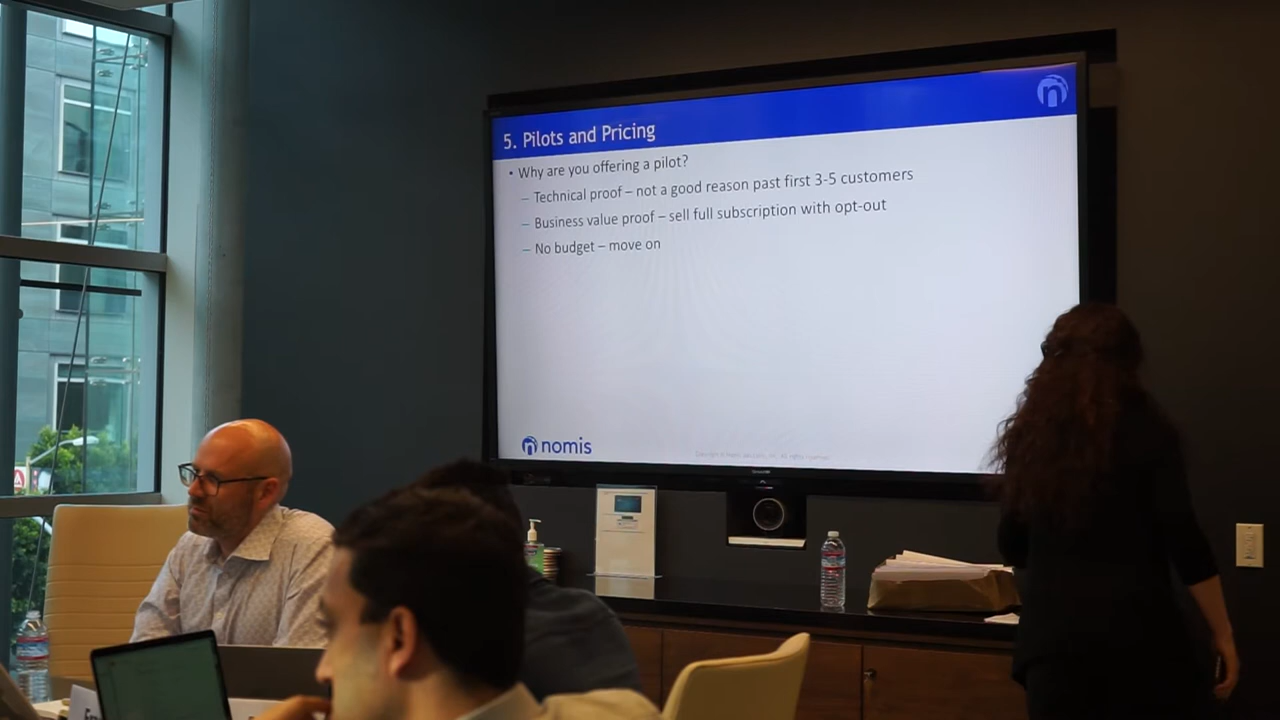 5. Pilots and Pricing
• Why are you offering a pilot?
– Technical proof – not a good reason past first 3-5 customers
– Business value proof – sell full subscription with opt-out
– No budget – move on
nomis